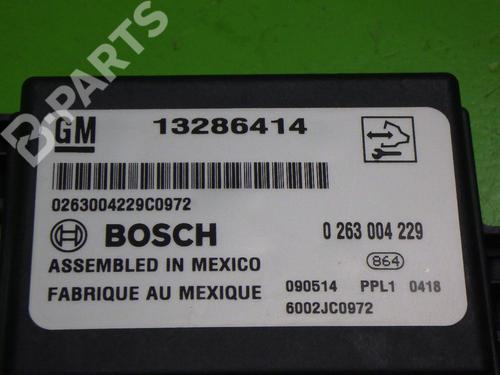 B-PARTS
GM 13286414
0263004229C0972
BOSCH 0 263 004 229
ASSEMBLED IN MEXICO 864
FABRIQUE AU MEXIQUE 090514 PPL1 0418
6002JC0972